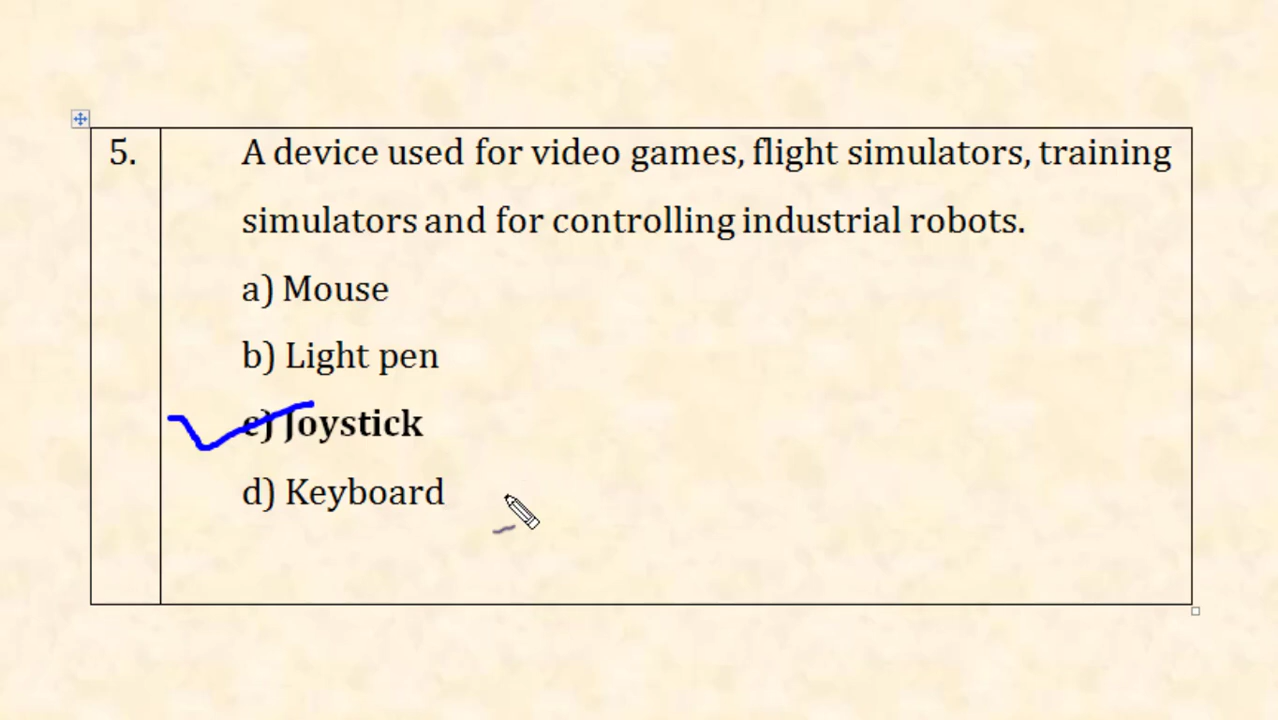 5. A device used for video games, flight simulators, training
simulators and for controlling industrial robots.
a) Mouse
b) Light pen
c) Joystick
d) Keyboard